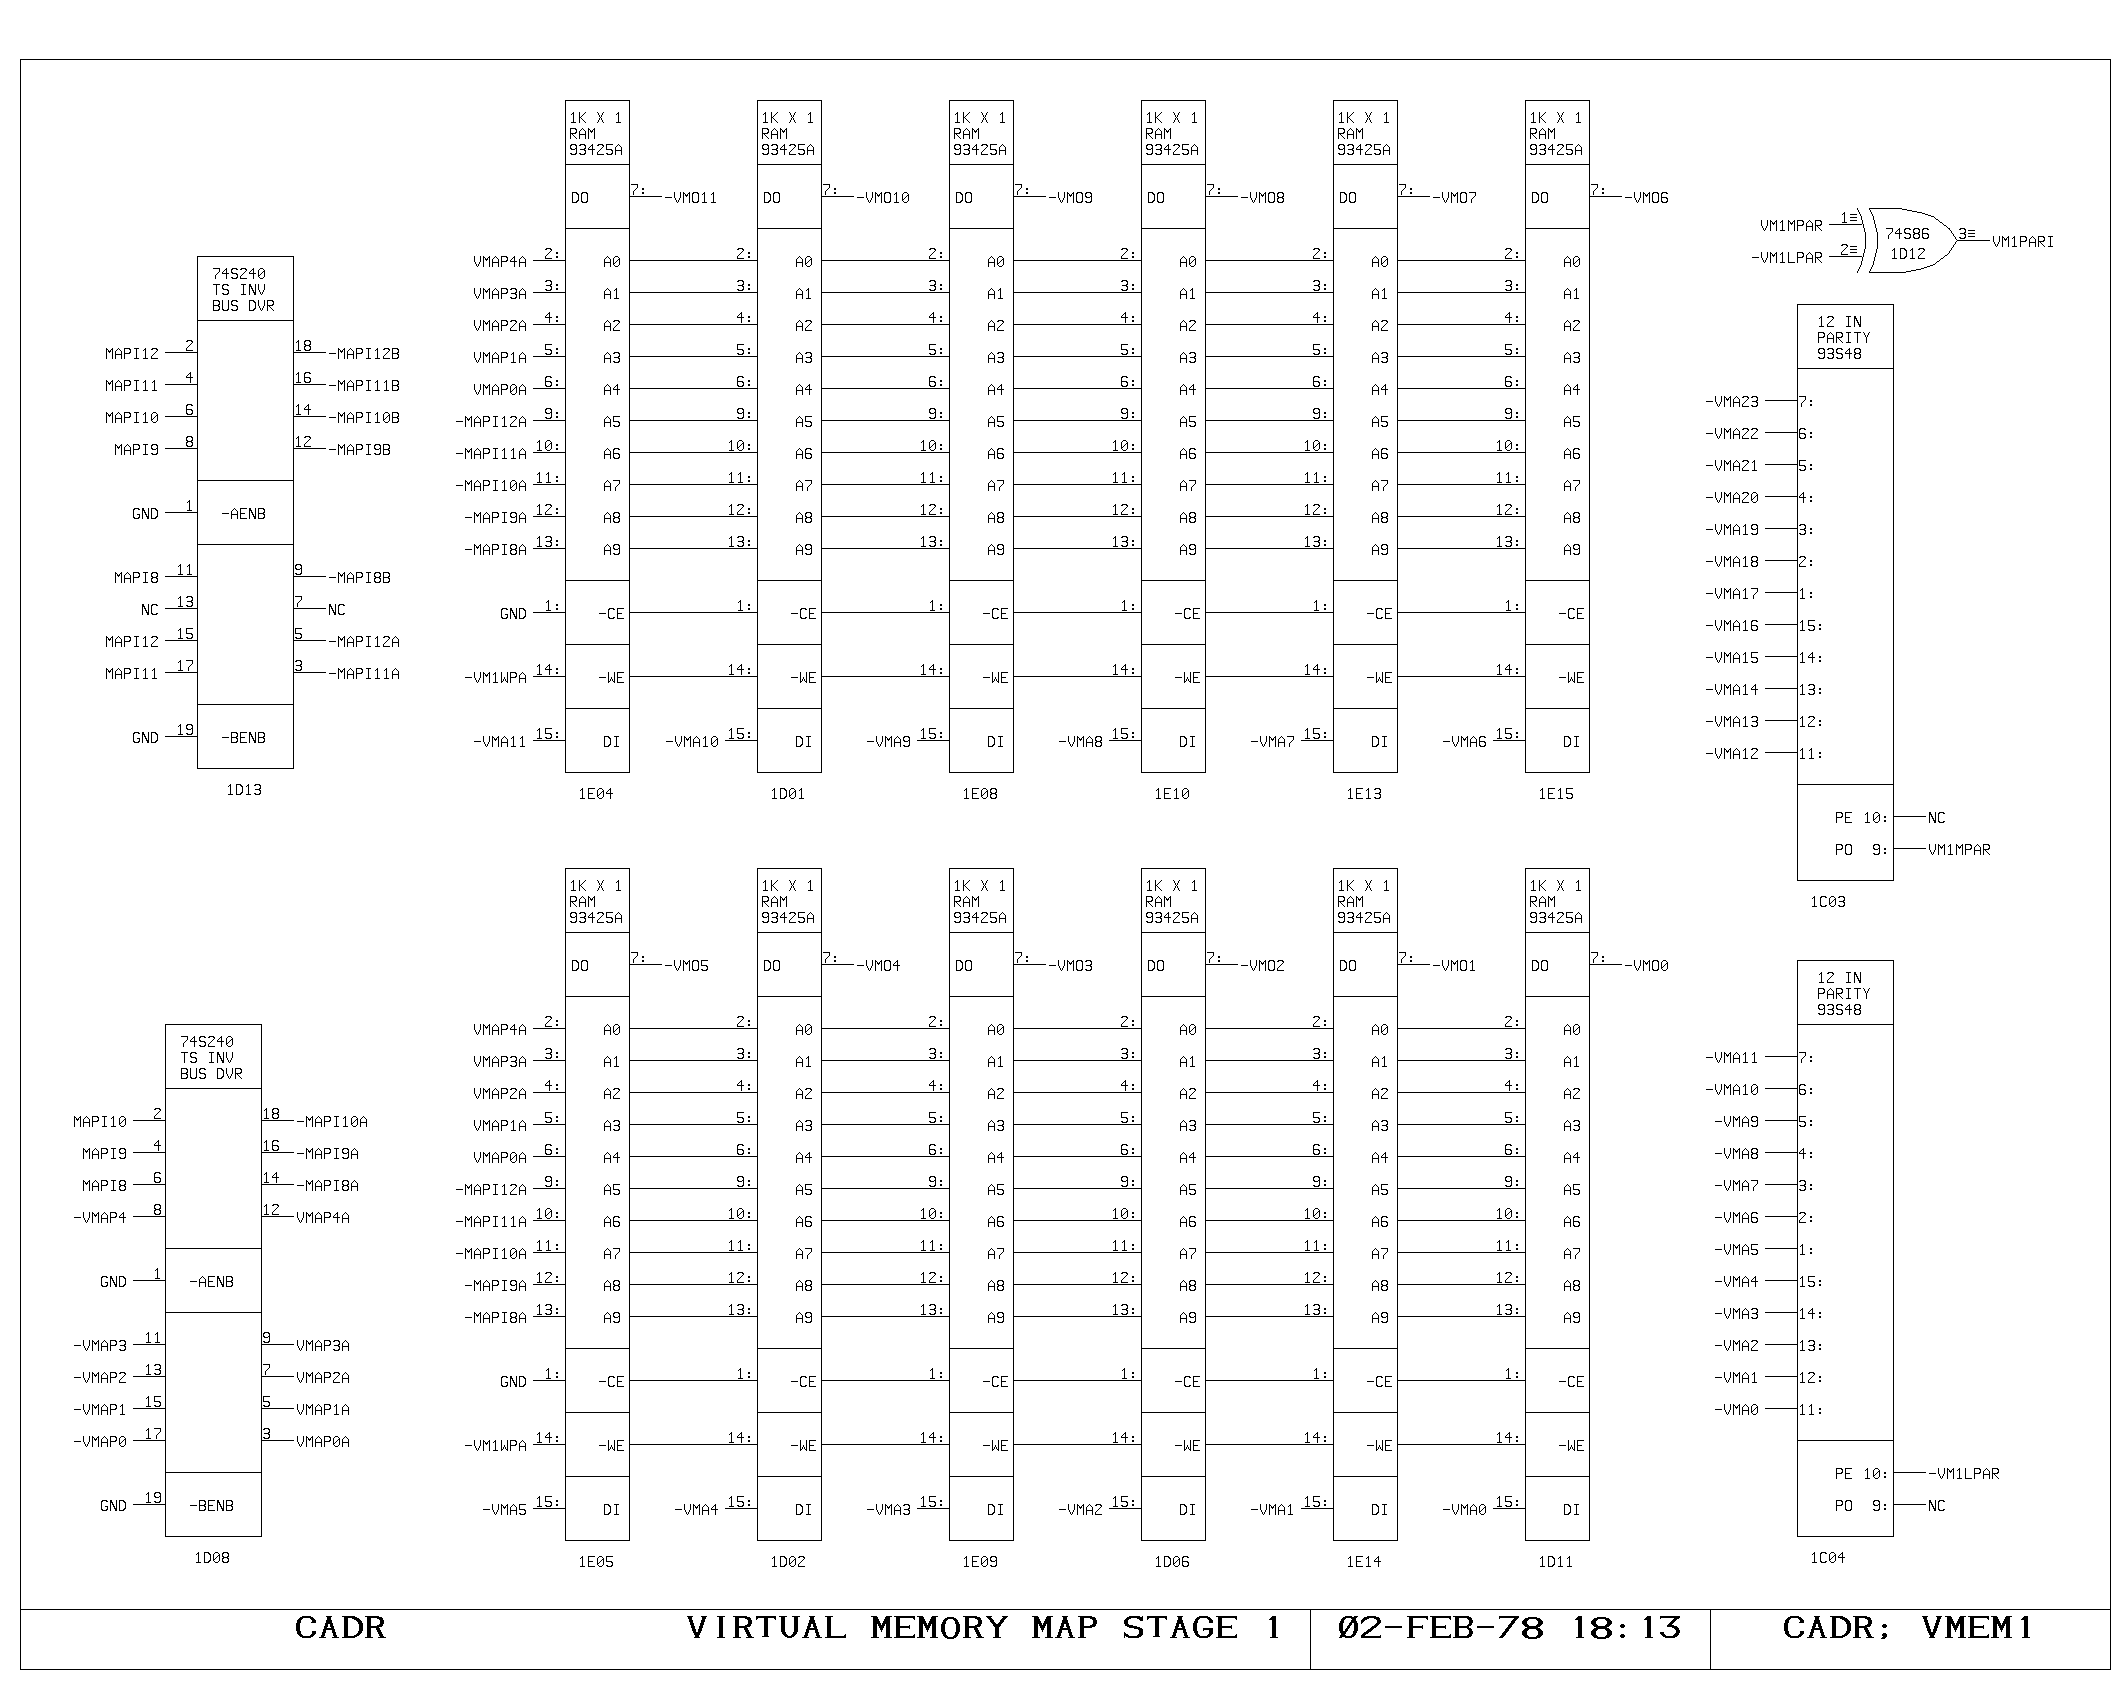 74S240
TS INV
BUS DVR
MAPI12 2 18 -MAPI12B
MAPI11 4 16 -MAPI11B
MAPI10 6 14 -MAPI10B
MAPI9 8 12 -MAPI9B
GND 1 -AENB
MAPI8 11 9 -MAPI8B
NC 13 7 NC
MAPI12 15 5 -MAPI12A
MAPI11 17 3 -MAPI11A
GND 19 -BENB
1D13
1K X 1 1K X 1 1K X 1 1K X 1 1K X 1 1K X 1
RAM RAM RAM RAM RAM RAM
93425A 93425A 93425A 93425A 93425A 93425A
DO 7: -VMO11 DO 7: -VMO10 DO 7: -VMO9 DO 7: -VMO8 DO 7: -VMO7 DO 7: -VMO6
VMAP4A 2: A0 2: A0 2: A0 2: A0 2: A0 2: A0
VMAP3A 3: A1 3: A1 3: A1 3: A1 3: A1 3: A1
VMAP2A 4: A2 4: A2 4: A2 4: A2 4: A2 4: A2
VMAP1A 5: A3 5: A3 5: A3 5: A3 5: A3 5: A3
VMAP0A 6: A4 6: A4 6: A4 6: A4 6: A4 6: A4
-MAPI12A 9: A5 9: A5 9: A5 9: A5 9: A5 9: A5
-MAPI11A 10: A6 10: A6 10: A6 10: A6 10: A6 10: A6
-MAPI10A 11: A7 11: A7 11: A7 11: A7 11: A7 11: A7
-MAPI9A 12: A8 12: A8 12: A8 12: A8 12: A8 12: A8
-MAPI8A 13: A9 13: A9 13: A9 13: A9 13: A9 13: A9
GND 1: -CE 1: -CE 1: -CE 1: -CE 1: -CE 1: -CE
-VM1WPA 14: -WE 14: -WE 14: -WE 14: -WE 14: -WE 14: -WE
-VMA11 15: DI -VMA10 15: DI -VMA9 15: DI -VMA8 15: DI -VMA7 15: DI -VMA6 15: DI
1E04 1D01 1E08 1E10 1E13 1E15
VM1MPAR 1≡ 74S86 3≡ VM1PARI
-VM1LPAR 2≡ 1D12
12 IN
PARITY
93S48
-VMA23 7:
-VMA22 6:
-VMA21 5:
-VMA20 4:
-VMA19 3:
-VMA18 2:
-VMA17 1:
-VMA16 15:
-VMA15 14:
-VMA14 13:
-VMA13 12:
-VMA12 11:
PE 10: NC
PO 9: VM1MPAR
1C03
74S240
TS INV
BUS DVR
MAPI10 2 18 -MAPI10A
MAPI9 4 16 -MAPI9A
MAPI8 6 14 -MAPI8A
-VMAP4 8 12 VMAP4A
GND 1 -AENB
-VMAP3 11 9 VMAP3A
-VMAP2 13 7 VMAP2A
-VMAP1 15 5 VMAP1A
-VMAP0 17 3 VMAP0A
GND 19 -BENB
1D08
1K X 1 1K X 1 1K X 1 1K X 1 1K X 1 1K X 1
RAM RAM RAM RAM RAM RAM
93425A 93425A 93425A 93425A 93425A 93425A
DO 7: -VMO5 DO 7: -VMO4 DO 7: -VMO3 DO 7: -VMO2 DO 7: -VMO1 DO 7: -VMO0
VMAP4A 2: A0 2: A0 2: A0 2: A0 2: A0 2: A0
VMAP3A 3: A1 3: A1 3: A1 3: A1 3: A1 3: A1
VMAP2A 4: A2 4: A2 4: A2 4: A2 4: A2 4: A2
VMAP1A 5: A3 5: A3 5: A3 5: A3 5: A3 5: A3
VMAP0A 6: A4 6: A4 6: A4 6: A4 6: A4 6: A4
-MAPI12A 9: A5 9: A5 9: A5 9: A5 9: A5 9: A5
-MAPI11A 10: A6 10: A6 10: A6 10: A6 10: A6 10: A6
-MAPI10A 11: A7 11: A7 11: A7 11: A7 11: A7 11: A7
-MAPI9A 12: A8 12: A8 12: A8 12: A8 12: A8 12: A8
-MAPI8A 13: A9 13: A9 13: A9 13: A9 13: A9 13: A9
GND 1: -CE 1: -CE 1: -CE 1: -CE 1: -CE 1: -CE
-VM1WPA 14: -WE 14: -WE 14: -WE 14: -WE 14: -WE 14: -WE
-VMA5 15: DI -VMA4 15: DI -VMA3 15: DI -VMA2 15: DI -VMA1 15: DI -VMA0 15: DI
1E05 1D02 1E09 1D06 1E14 1D11
12 IN
PARITY
93S48
-VMA11 7:
-VMA10 6:
-VMA9 5:
-VMA8 4:
-VMA7 3:
-VMA6 2:
-VMA5 1:
-VMA4 15:
-VMA3 14:
-VMA2 13:
-VMA1 12:
-VMA0 11:
PE 10: -VM1LPAR
PO 9: NC
1C04
CADR VIRTUAL MEMORY MAP STAGE 1 02-FEB-78 18:13 CADR; VMEM1